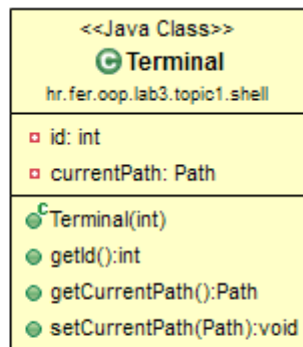 <<Java Class>>
C Terminal
hr.fer.oop.lab3.topic1.shell
id: int
currentPath: Path
C Terminal(int)
getId():int
getCurrentPath():Path
setCurrentPath(Path):void